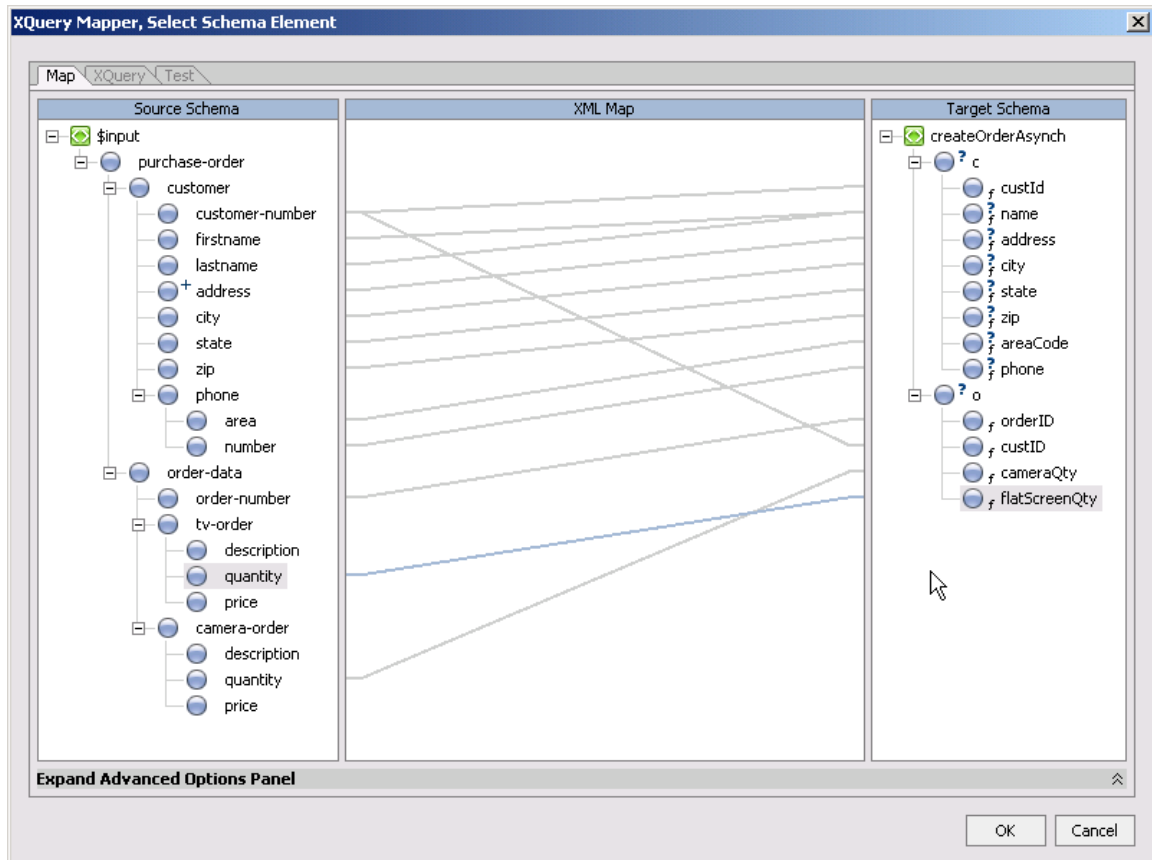 XQuery Mapper, Select Schema Element
Map XQuery Test
Source Schema
$input
purchase-order
customer
customer-number
firstname
lastname
+ address
city
state
zip
phone
area
number
order-data
order-number
tv-order
description
quantity
price
camera-order
description
quantity
price
XML Map
Target Schema
createOrderAsynch
? c
f custId
? f name
? f address
? f city
? f state
? f zip
? f areaCode
? f phone
? o
f orderID
f custID
f cameraQty
f flatScreenQty
Expand Advanced Options Panel
OK Cancel